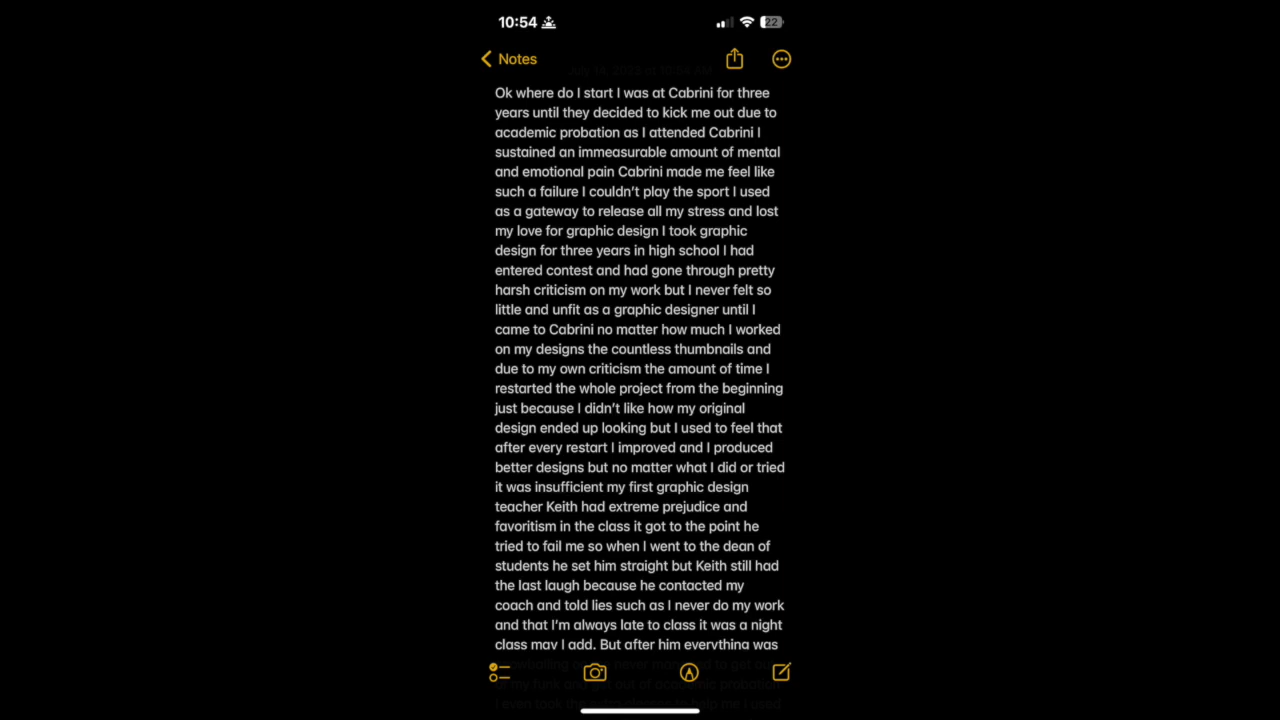 10:54
22
Notes
Ok where do I start I was at Cabrini for three
years until they decided to kick me out due to
academic probation as I attended Cabrini I
sustained an immeasurable amount of mental
and emotional pain Cabrini made me feel like
such a failure I couldn't play the sport I used
as a gateway to release all my stress and lost
my love for graphic design I took graphic
design for three years in high school I had
entered contest and had gone through pretty
harsh criticism on my work but I never felt so
little and unfit as a graphic designer until I
came to Cabrini no matter how much I worked
on my designs the countless thumbnails and
due to my own criticism the amount of time I
restarted the whole project from the beginning
just because I didn't like how my original
design ended up looking but I used to feel that
after every restart I improved and I produced
better designs but no matter what I did or tried
it was insufficient my first graphic design
teacher Keith had extreme prejudice and
favoritism in the class it got to the point he
tried to fail me so when I went to the dean of
students he set him straight but Keith still had
the last laugh because he contacted my
coach and told lies such as I never do my work
and that I'm always late to class it was a night
class may I add. But after him everything was